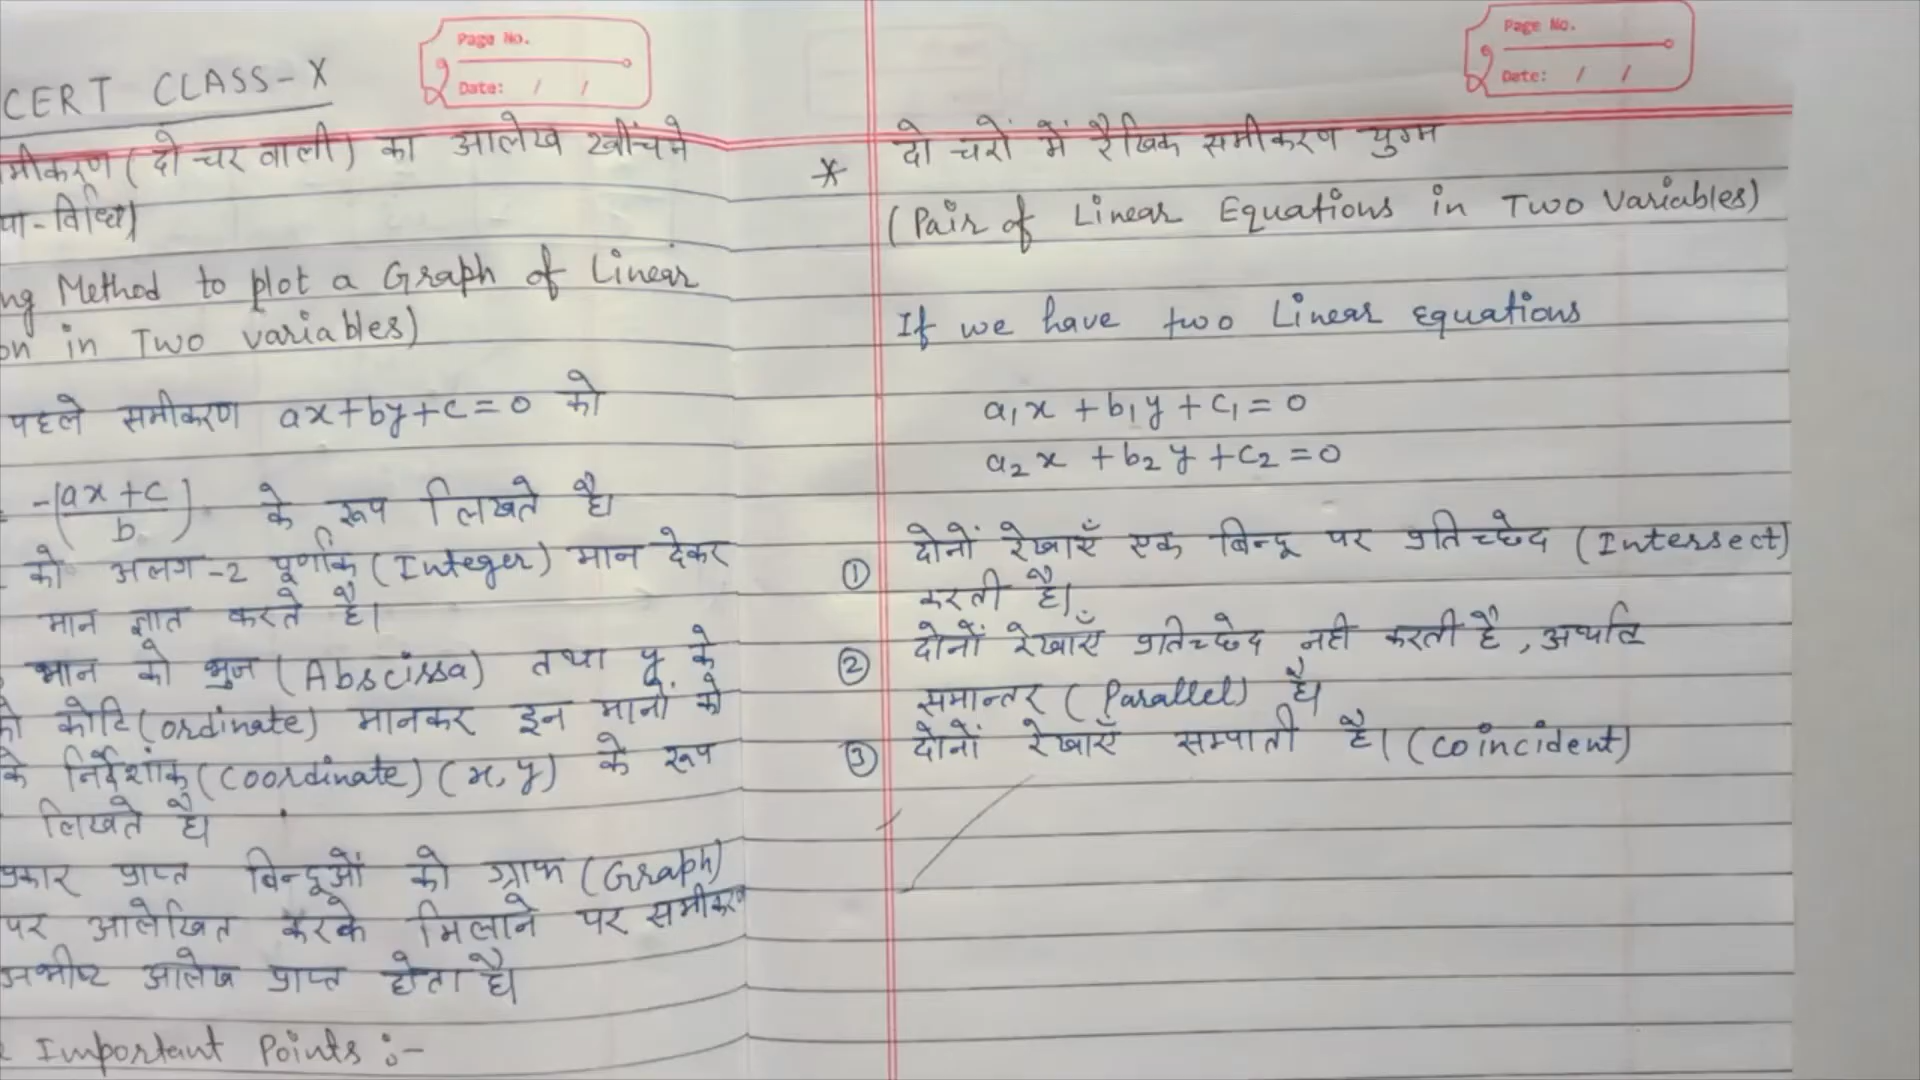 CERT CLASS-X
Page No.
Date: / /
मीकरण (दो चर वाली) का आलेख खींचने
पा-विधि)
ng Method to plot a Graph of Linear
on in Two variables)
पहले समीकरण ax+by+c=0 को
-(ax+c/b) के रूप लिखते है।
को अलग-2 पूर्णांक (Integer) मान देकर
मान ज्ञात करते है।
मान को भुज (Abscissa) तथा y के
को कोटि (ordinate) मानकर इन मानों को
के निर्देशांक (coordinate) (x, y) के रूप
लिखते है।
प्रकार प्राप्त बिन्दूओं को ग्राफ (Graph)
पर आलेखित करके मिलाने पर समीकरण
अभीष्ट आलेख प्राप्त होता है।
Important Points :-
Page No.
Date: / /
* दो चरों में रैखिक समीकरण युग्म
(Pair of Linear Equations in Two Variables)
If we have two Linear equations
a₁x + b₁y + c₁ = 0
a₂x + b₂y + c₂ = 0
① दोनों रेखाएँ एक बिन्दू पर प्रतिच्छेद (Intersect)
करती है।
② दोनों रेखाएँ प्रतिच्छेद नही करती है, अर्थात
समान्तर (Parallel) है।
③ दोनों रेखाएँ सम्पाती है। (coincident)